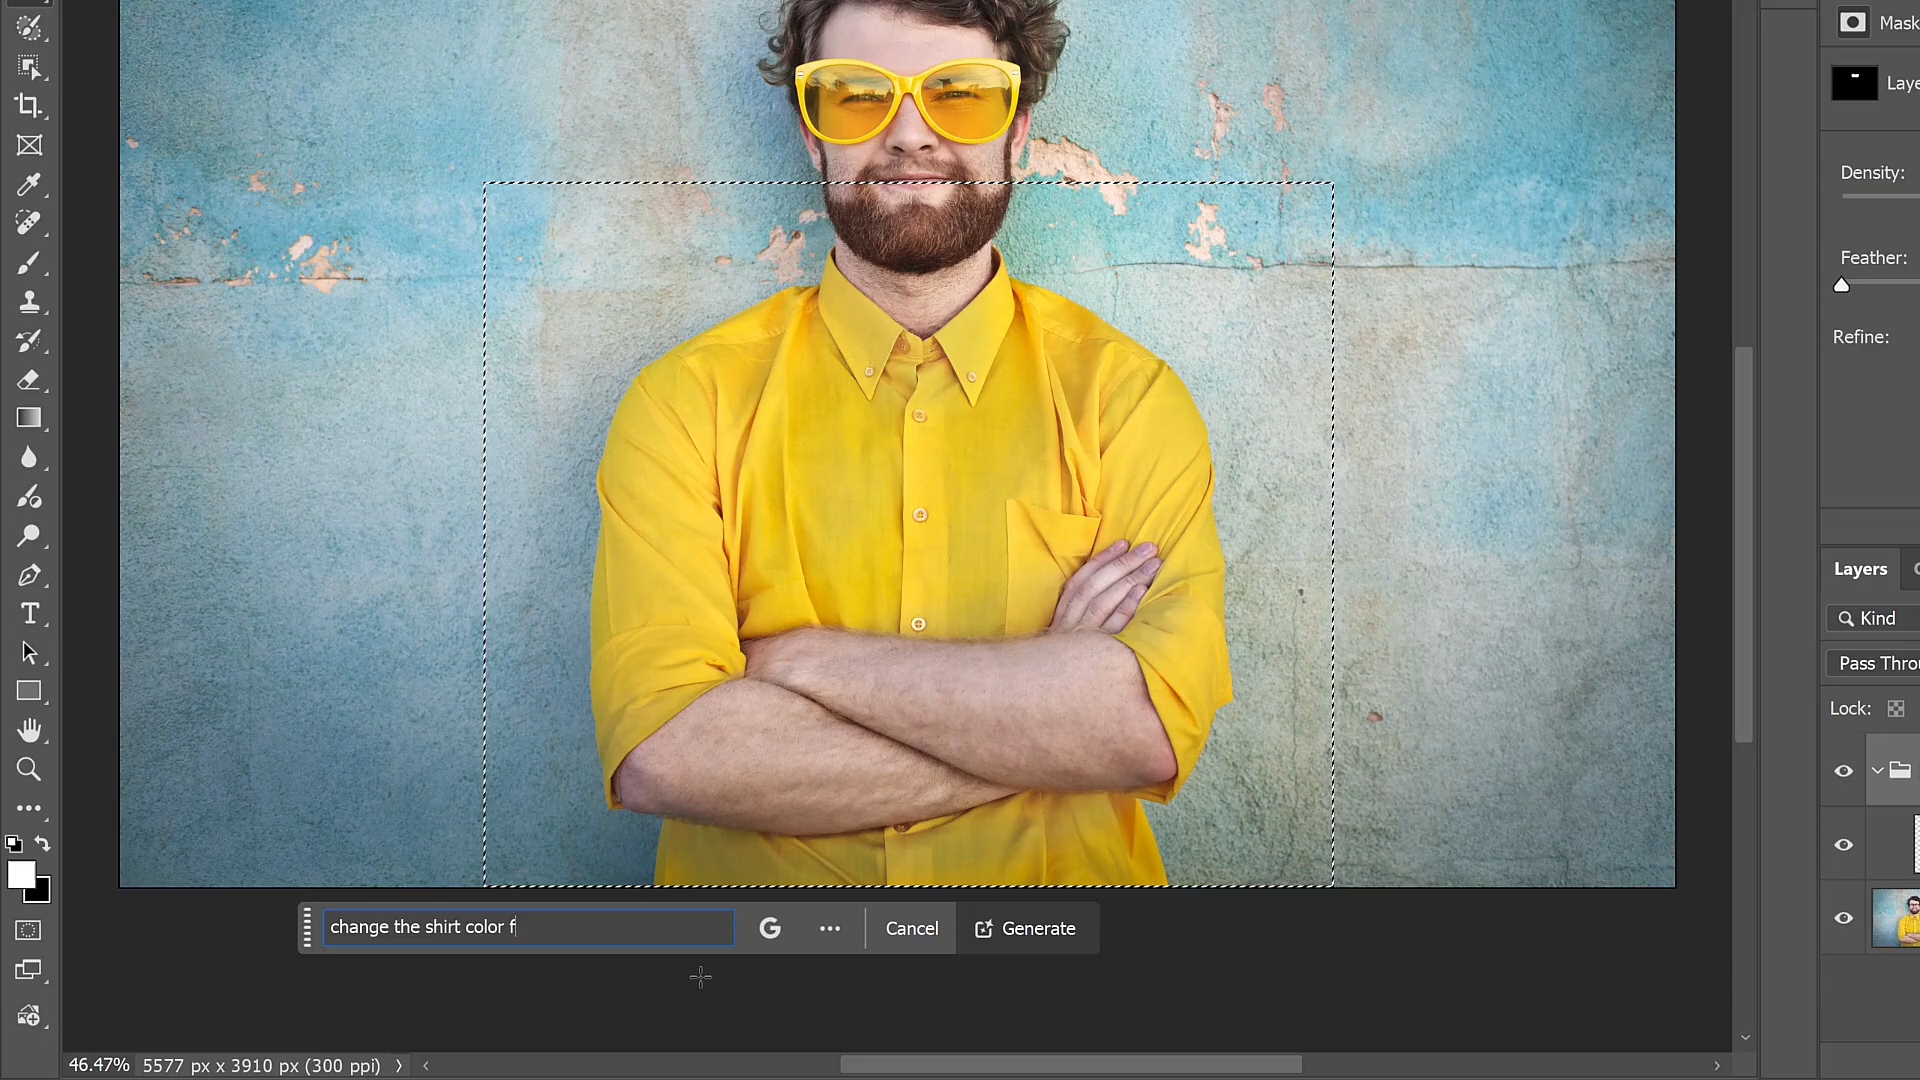 Mask
Laye
Density:
Feather:
Refine:
Layers
Kind
Pass Thro
Lock:
change the shirt color f
G
Cancel
Generate
46.47%
5577 px x 3910 px (300 ppi)